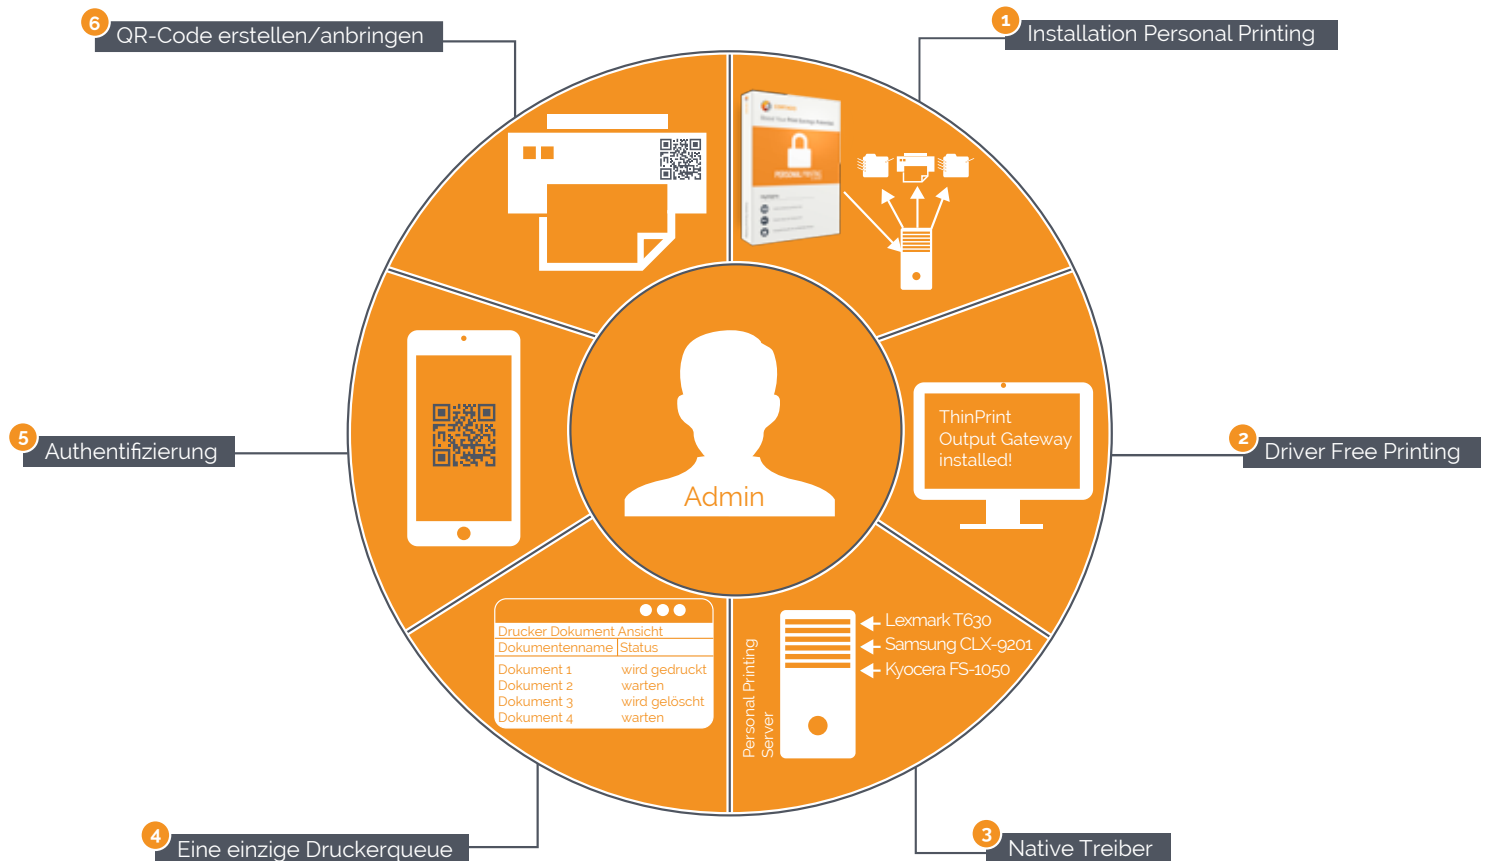 6
QR-Code erstellen/anbringen
1
Installation Personal Printing
PERSONAL PRINTING
Highlights
ThinPrint
Output Gateway
installed!
2
Driver Free Printing
5
Authentifizierung
Admin
Lexmark T630
Samsung CLX-9201
Kyocera FS-1050
Personal Printing
Server
Drucker Dokument Ansicht
Dokumentenname Status
Dokument 1 wird gedruckt
Dokument 2 warten
Dokument 3 wird gelöscht
Dokument 4 warten
4
Eine einzige Druckerqueue
3
Native Treiber